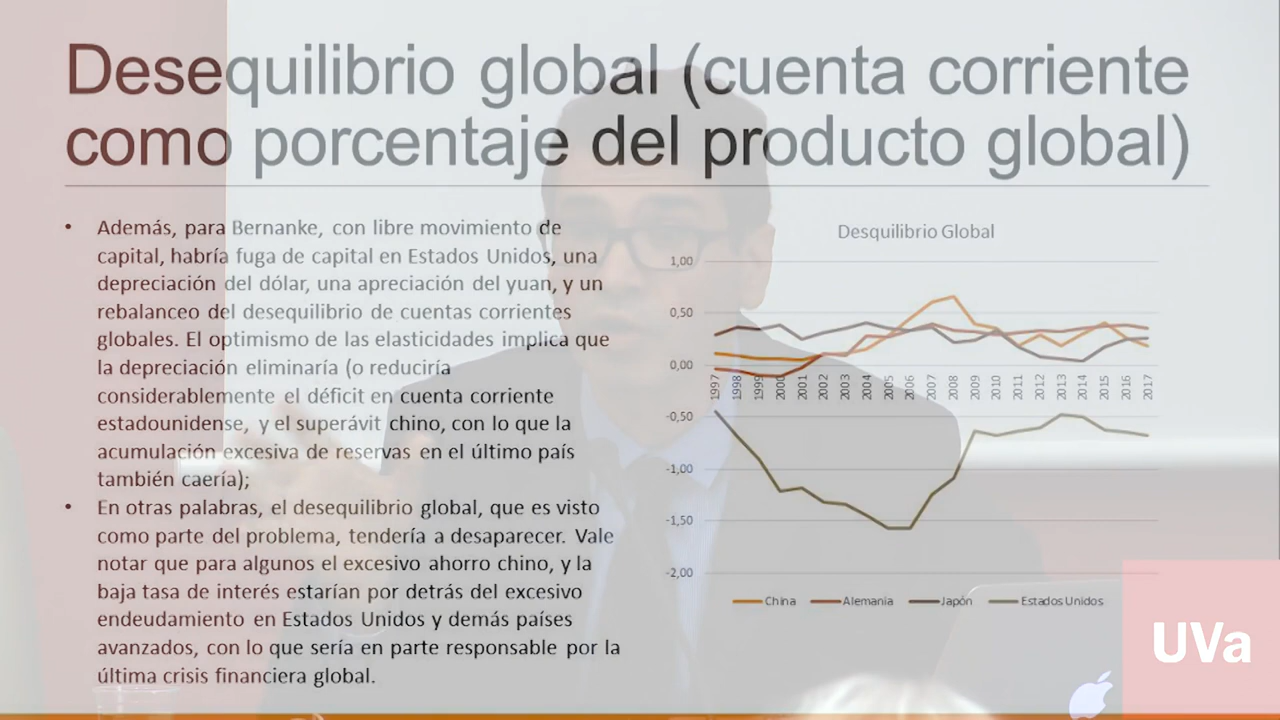 Desequilibrio global (cuenta corriente
como porcentaje del producto global)
• Además, para Bernanke, con libre movimiento de
capital, habría fuga de capital en Estados Unidos, una
depreciación del dólar, una apreciación del yuan, y un
rebalanceo del desequilibrio de cuentas corrientes
globales. El optimismo de las elasticidades implica que
la depreciación eliminaría (o reduciría
considerablemente el déficit en cuenta corriente
estadounidense, y el superávit chino, con lo que la
acumulación excesiva de reservas en el último país
también caería);
• En otras palabras, el desequilibrio global, que es visto
como parte del problema, tendería a desaparecer. Vale
notar que para algunos el excesivo ahorro chino, y la
baja tasa de interés estarían por detrás del excesivo
endeudamiento en Estados Unidos y demás países
avanzados, con lo que sería en parte responsable por la
última crisis financiera global.
Desquilibrio Global
1,00
0,50
0,00
1997 1998 1999 2000 2001 2002 2003 2004 2005 2006 2007 2008 2009 2010 2011 2012 2013 2014 2015 2016 2017
-0,50
-1,00
-1,50
-2,00
China Alemania Japón Estados Unidos
UVa